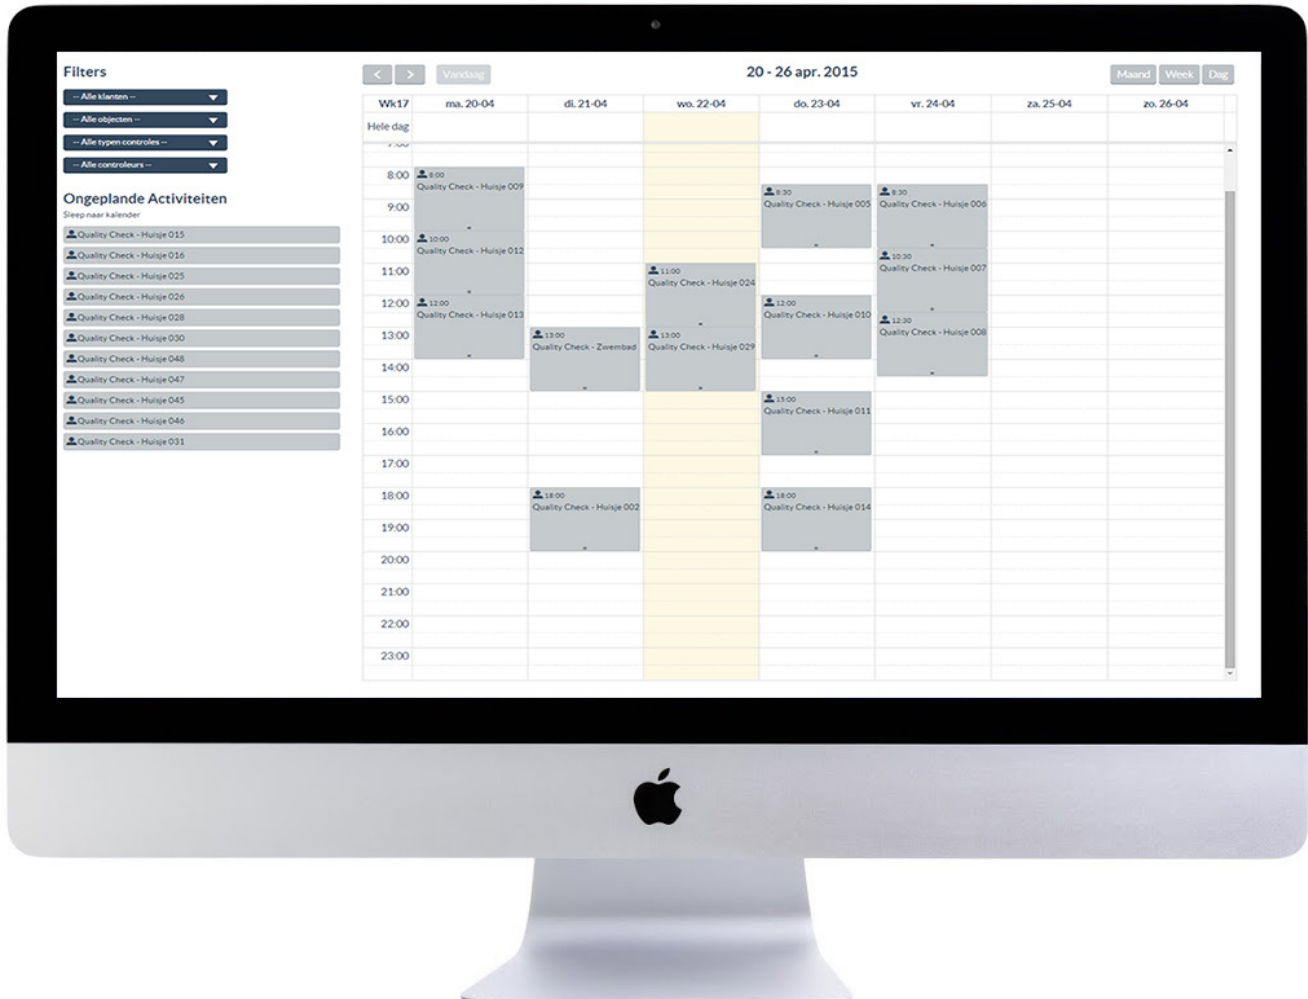 Filters
-- Alle klanten --
-- Alle objecten --
-- Alle typen controles --
-- Alle controleurs --
Ongeplande Activiteiten
Sleep naar kalender
Quality Check - Huisje 015
Quality Check - Huisje 016
Quality Check - Huisje 025
Quality Check - Huisje 026
Quality Check - Huisje 028
Quality Check - Huisje 030
Quality Check - Huisje 048
Quality Check - Huisje 047
Quality Check - Huisje 045
Quality Check - Huisje 046
Quality Check - Huisje 031
< > Vandaag
20 - 26 apr. 2015
Maand Week Dag
Wk17 ma. 20-04 di. 21-04 wo. 22-04 do. 23-04 vr. 24-04 za. 25-04 zo. 26-04
Hele dag
8:00
9:00
10:00
11:00
12:00
13:00
14:00
15:00
16:00
17:00
18:00
19:00
20:00
21:00
22:00
23:00
8:00
Quality Check - Huisje 009
10:00
Quality Check - Huisje 012
12:00
Quality Check - Huisje 013
13:00
Quality Check - Zwembad
18:00
Quality Check - Huisje 002
11:00
Quality Check - Huisje 024
13:00
Quality Check - Huisje 029
8:30
Quality Check - Huisje 005
12:00
Quality Check - Huisje 010
15:00
Quality Check - Huisje 011
18:00
Quality Check - Huisje 014
8:30
Quality Check - Huisje 006
10:30
Quality Check - Huisje 007
12:30
Quality Check - Huisje 008